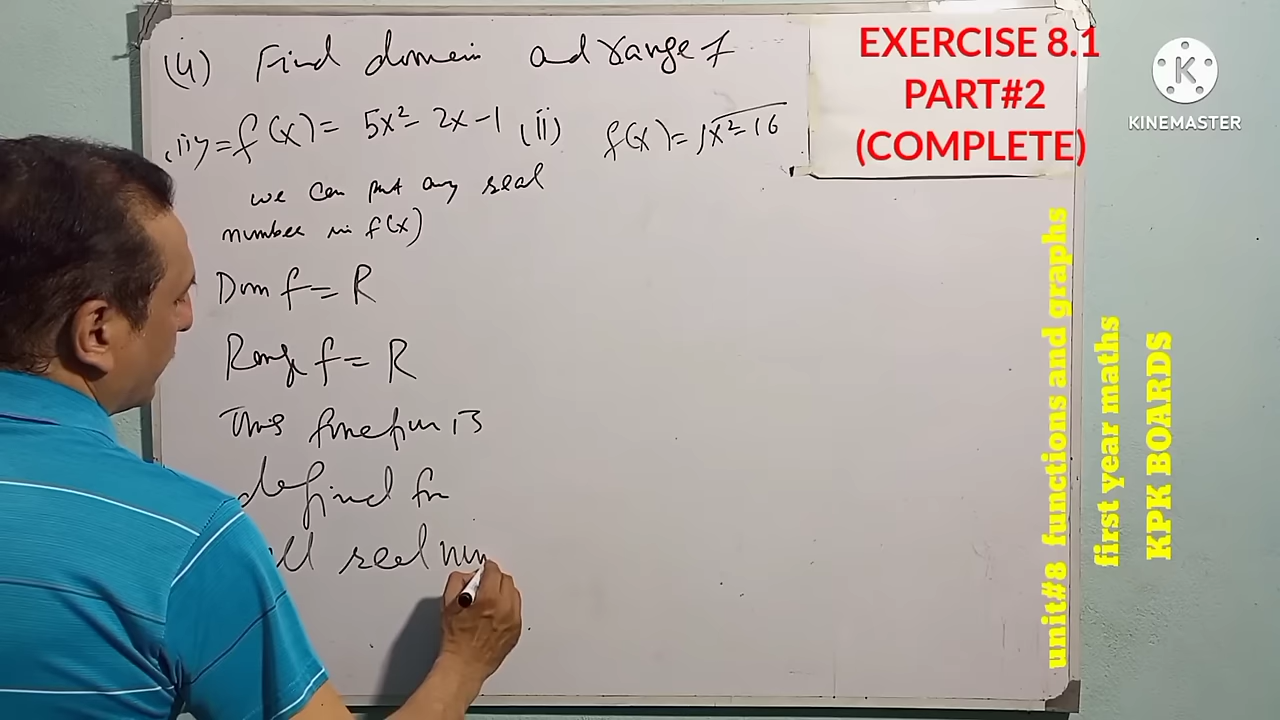 (4) Find domain and range of
(i) = f(x) = 5x² - 2x - 1 (ii) f(x) = √x² - 16
we can put any real
number in f(x)
Dom f = R
Range f = R
This function is
defined for
all real num
EXERCISE 8.1
PART#2
(COMPLETE)
KINEMASTER
unit#8 functions and graphs
first year maths
KPK BOARDS